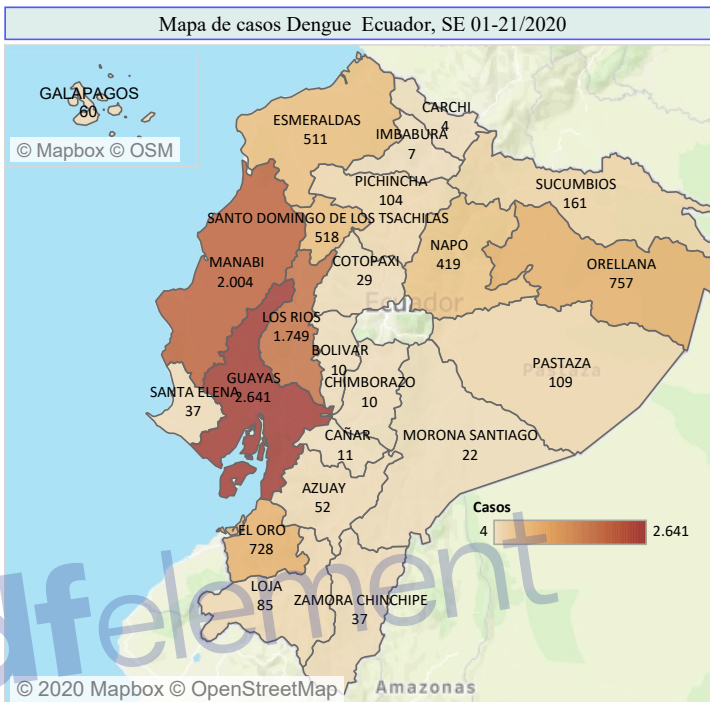 Mapa de casos Dengue Ecuador, SE 01-21/2020
GALAPAGOS
60
© Mapbox © OSM
ESMERALDAS
511
CARCHI
4
IMBABURA
7
PICHINCHA
104
SUCUMBIOS
161
SANTO DOMINGO DE LOS TSACHILAS
518
NAPO
419
MANABI
2.004
COTOPAXI
29
ORELLANA
757
Ecuador
LOS RIOS
1.749
BOLIVAR
10
PASTAZA
109
Pastaza
GUAYAS
2.641
CHIMBORAZO
10
SANTA ELENA
37
CAÑAR
11
MORONA SANTIAGO
22
AZUAY
52
Casos
4
2.641
EL ORO
728
LOJA
85
ZAMORA CHINCHIPE
37
dfelement
© 2020 Mapbox © OpenStreetMap
Amazonas